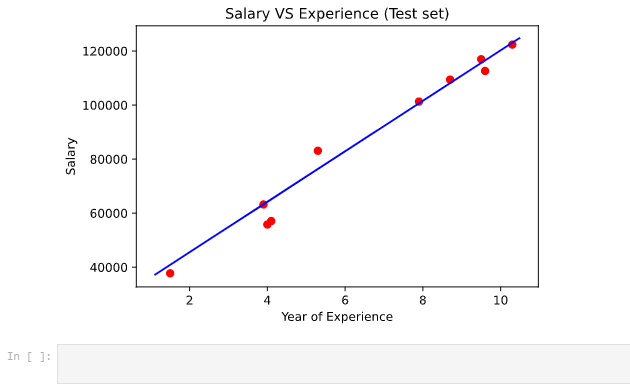 Salary VS Experience (Test set)
120000
100000
80000
60000
40000
Salary
2 4 6 8 10
Year of Experience
In [ ]: